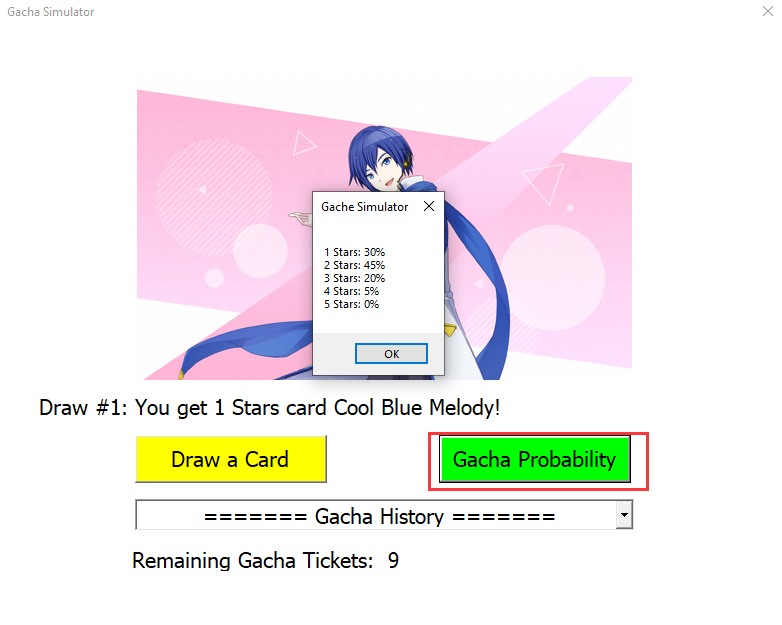 Gacha Simulator
Gache Simulator
1 Stars: 30%
2 Stars: 45%
3 Stars: 20%
4 Stars: 5%
5 Stars: 0%
OK
Draw #1: You get 1 Stars card Cool Blue Melody!
Draw a Card
Gacha Probability
======= Gacha History =======
Remaining Gacha Tickets: 9